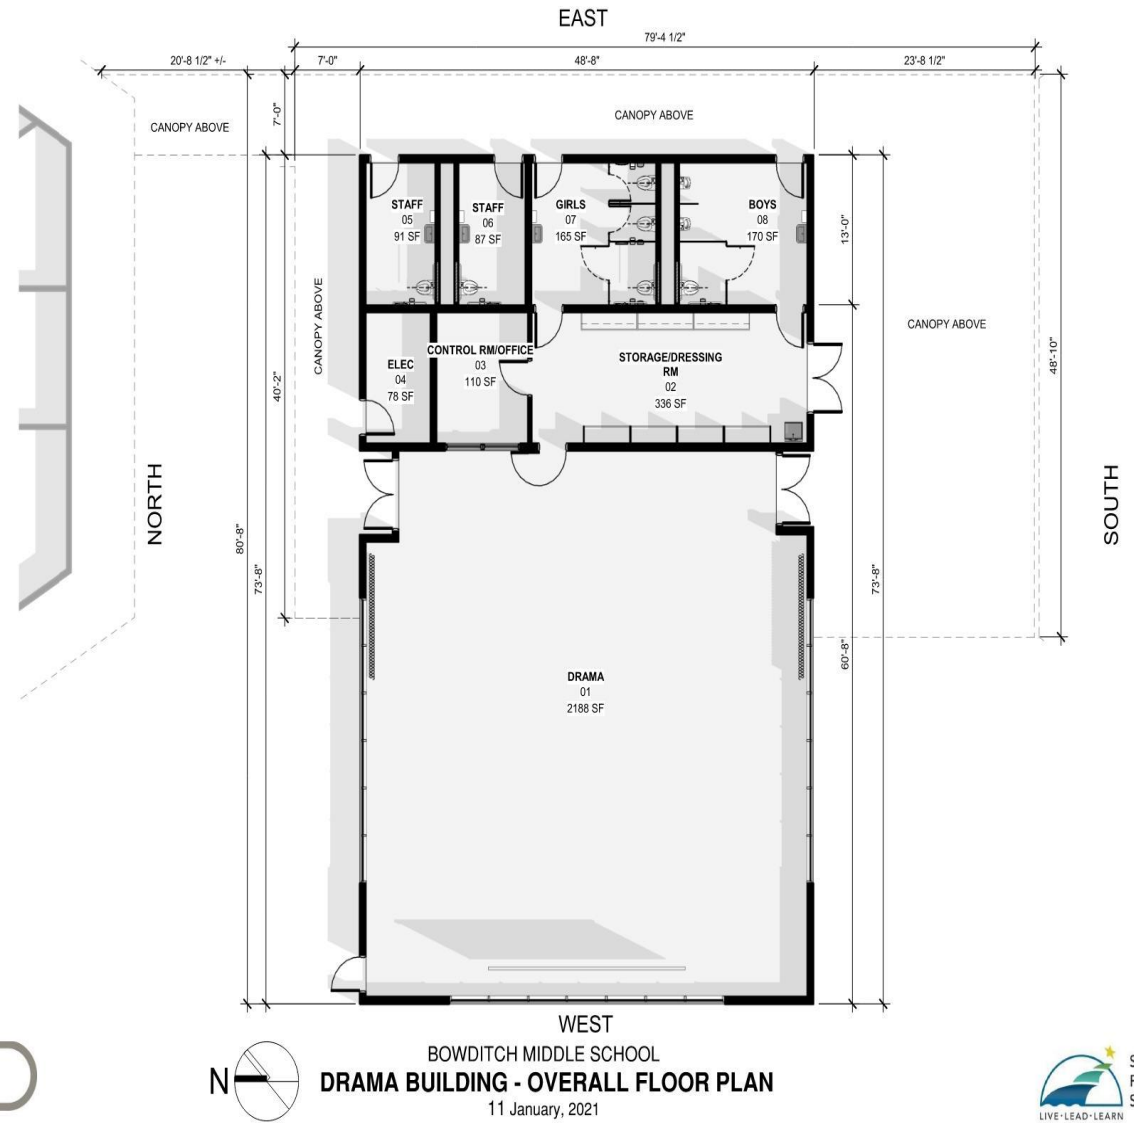 EAST
79'-4 1/2"
20'-8 1/2" +/-
7'-0"
48'-8"
23'-8 1/2"
7'-0"
CANOPY ABOVE
CANOPY ABOVE
STAFF
05
91 SF
STAFF
06
87 SF
GIRLS
07
165 SF
BOYS
08
170 SF
13'-0"
CANOPY ABOVE
CANOPY ABOVE
48'-10"
40'-2"
ELEC
04
78 SF
CONTROL RM/OFFICE
03
110 SF
STORAGE/DRESSING
RM
02
336 SF
NORTH
SOUTH
80'-8"
73'-8"
73'-8"
60'-8"
DRAMA
01
2188 SF
WEST
BOWDITCH MIDDLE SCHOOL
N
DRAMA BUILDING - OVERALL FLOOR PLAN
11 January, 2021
LIVE·LEAD·LEARN